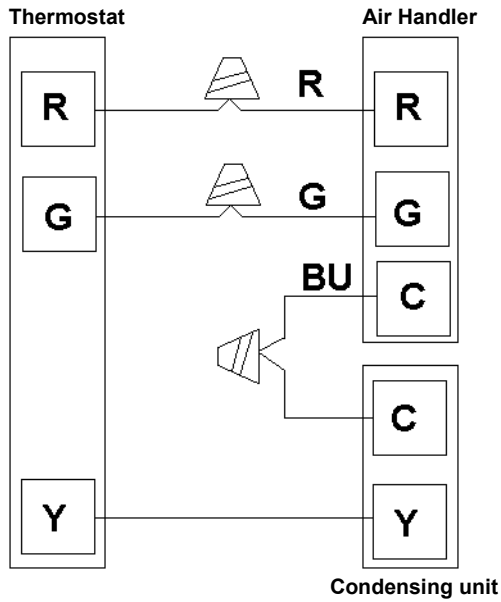 Thermostat Air Handler
R R R
G G G
BU C
C
Y Y
Condensing unit